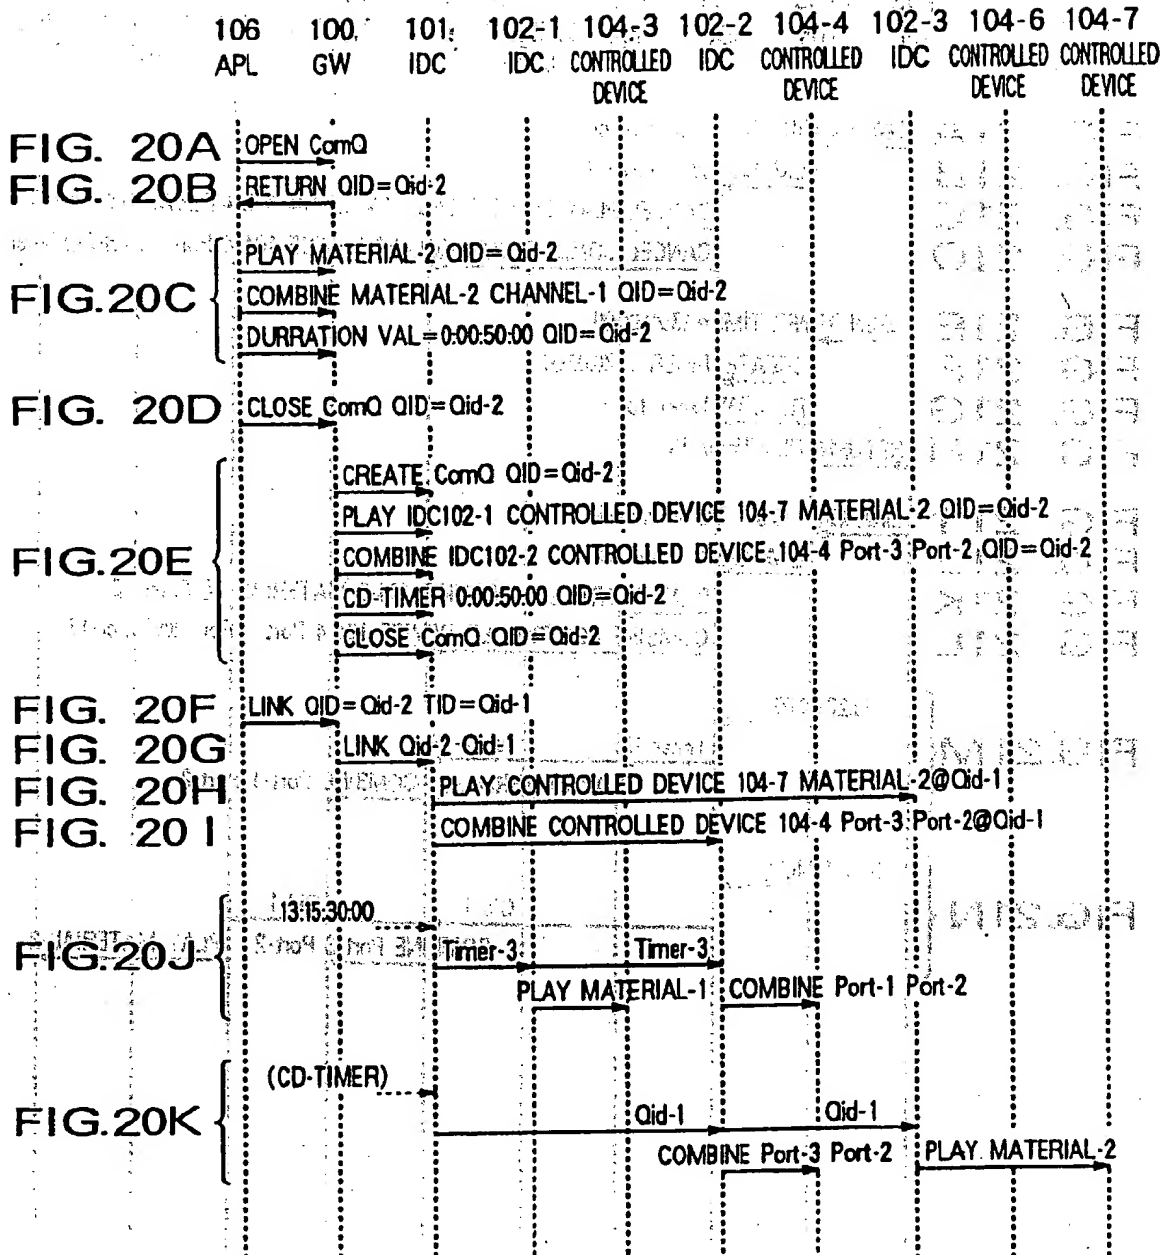 106 100 101 102-1 104-3 102-2 104-4 102-3 104-6 104-7
APL GW IDC IDC CONTROLLED DEVICE IDC CONTROLLED DEVICE IDC CONTROLLED DEVICE CONTROLLED DEVICE
FIG. 20A OPEN ComQ
FIG. 20B RETURN QID=Qid-2
FIG.20C
PLAY MATERIAL-2 QID=Qid-2
COMBINE MATERIAL-2 CHANNEL-1 QID=Qid-2
DURRATION VAL=0:00:50:00 QID=Qid-2
FIG. 20D CLOSE ComQ QID=Qid-2
FIG.20E
CREATE ComQ QID=Qid-2
PLAY IDC102-1 CONTROLLED DEVICE 104-7 MATERIAL-2 QID=Qid-2
COMBINE IDC102-2 CONTROLLED DEVICE 104-4 Port-3 Port-2 QID=Qid-2
CD-TIMER 0:00:50:00 QID=Qid-2
CLOSE ComQ QID=Qid-2
FIG. 20F LINK QID=Qid-2 TID=Qid-1
FIG. 20G LINK Qid-2 Qid-1
FIG. 20H PLAY CONTROLLED DEVICE 104-7 MATERIAL-2@Qid-1
FIG. 20 I COMBINE CONTROLLED DEVICE 104-4 Port-3 Port-2@Qid-1
FIG.20J
13:15:30:00
Timer-3 Timer-3
PLAY MATERIAL-1 COMBINE Port-1 Port-2
FIG.20K
(CD-TIMER)
Qid-1 Qid-1
COMBINE Port-3 Port-2 PLAY MATERIAL-2